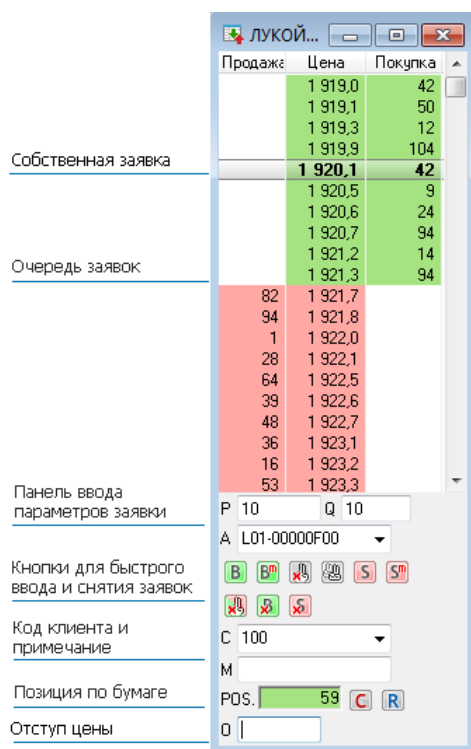 ЛУКОЙ...
Продажа Цена Покупка
1 919,0 42
1 919,1 50
1 919,3 12
1 919,9 104
Собственная заявка
1 920,1 42
1 920,5 9
1 920,6 24
1 920,7 94
1 921,2 14
Очередь заявок
1 921,3 94
82 1 921,7
94 1 921,8
1 1 922,0
28 1 922,1
64 1 922,5
39 1 922,6
48 1 922,7
36 1 923,1
16 1 923,2
53 1 923,3
Панель ввода
параметров заявки
P 10 Q 10
A L01-00000F00
Кнопки для быстрого
ввода и снятия заявок
B Bm S Sm
B S
Код клиента и
примечание
C 100
M
Позиция по бумаге
POS. 59 C R
Отступ цены
O